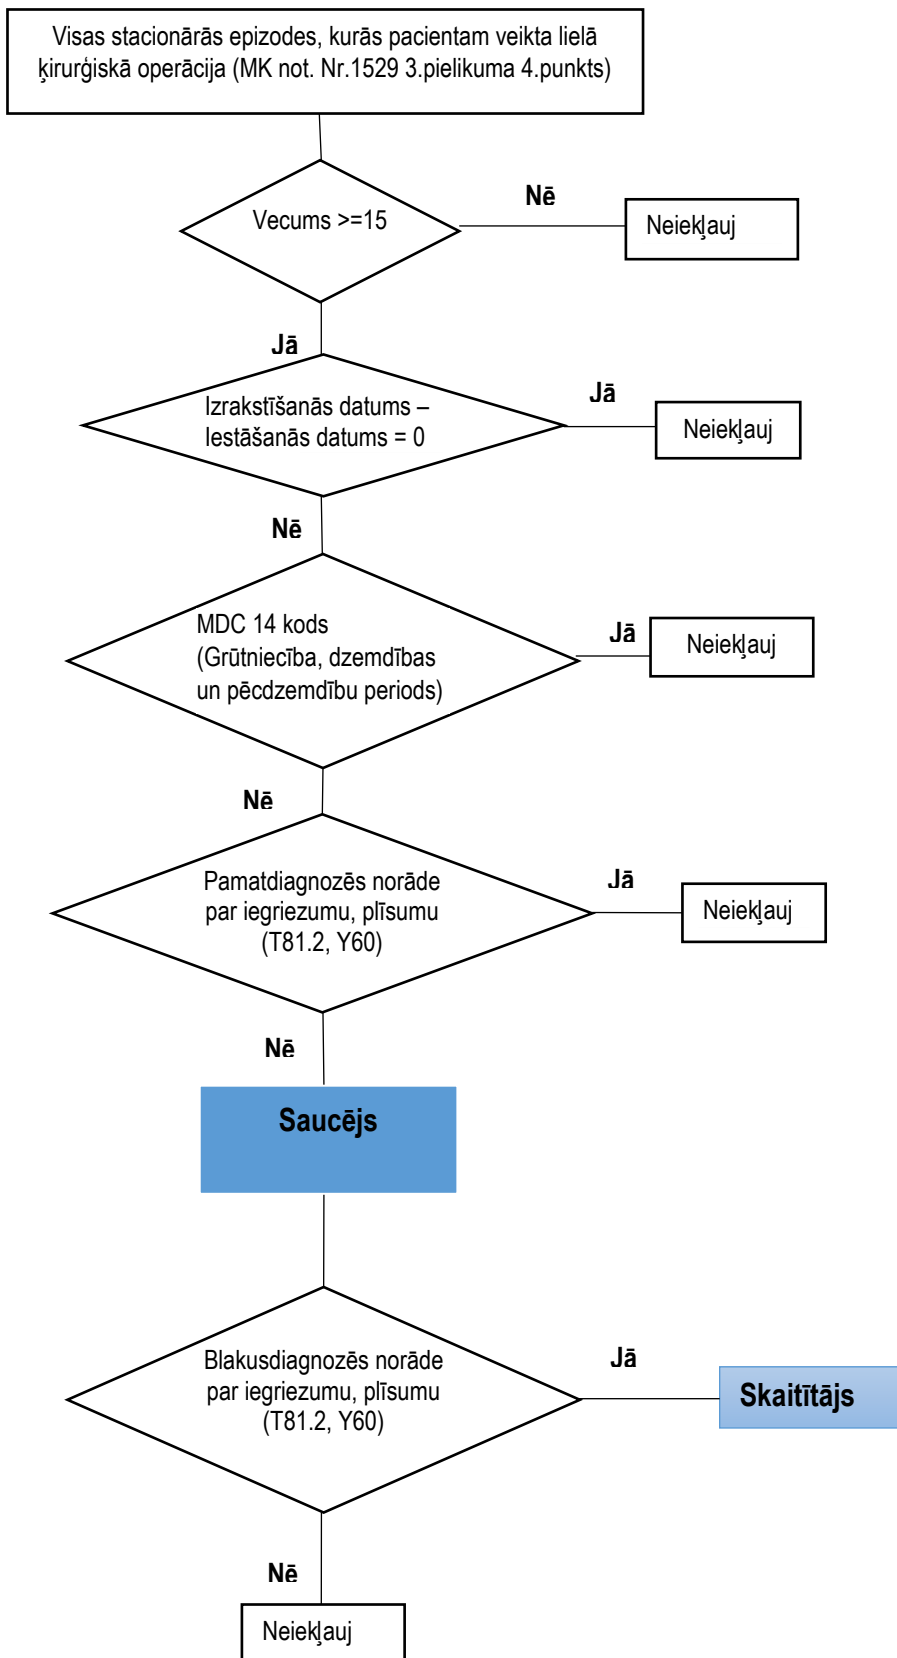 Visas stacionārās epizodes, kurās pacientam veikta lielā
ķirurģiskā operācija (MK not. Nr.1529 3.pielikuma 4.punkts)
Vecums >=15
Nē
Neiekļauj
Jā
Izrakstīšanās datums –
Iestāšanās datums = 0
Jā
Neiekļauj
Nē
MDC 14 kods
(Grūtniecība, dzemdības
un pēcdzemdību periods)
Jā
Neiekļauj
Nē
Pamatdiagnozēs norāde
par iegriezumu, plīsumu
(T81.2, Y60)
Jā
Neiekļauj
Nē
Saucējs
Blakusdiagnozēs norāde
par iegriezumu, plīsumu
(T81.2, Y60)
Jā
Skaitītājs
Nē
Neiekļauj